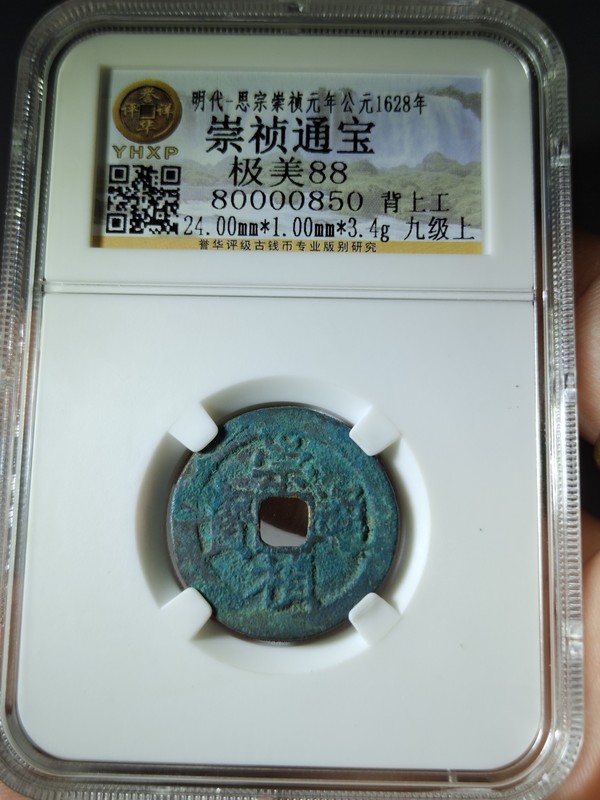 明代-思宗崇祯元年公元1628年
崇祯通宝
YHXP
极美88
80000850 背上工
24.00mm*1.00mm*3.4g 九级上
誉华评级古钱币专业版别研究
崇
祯